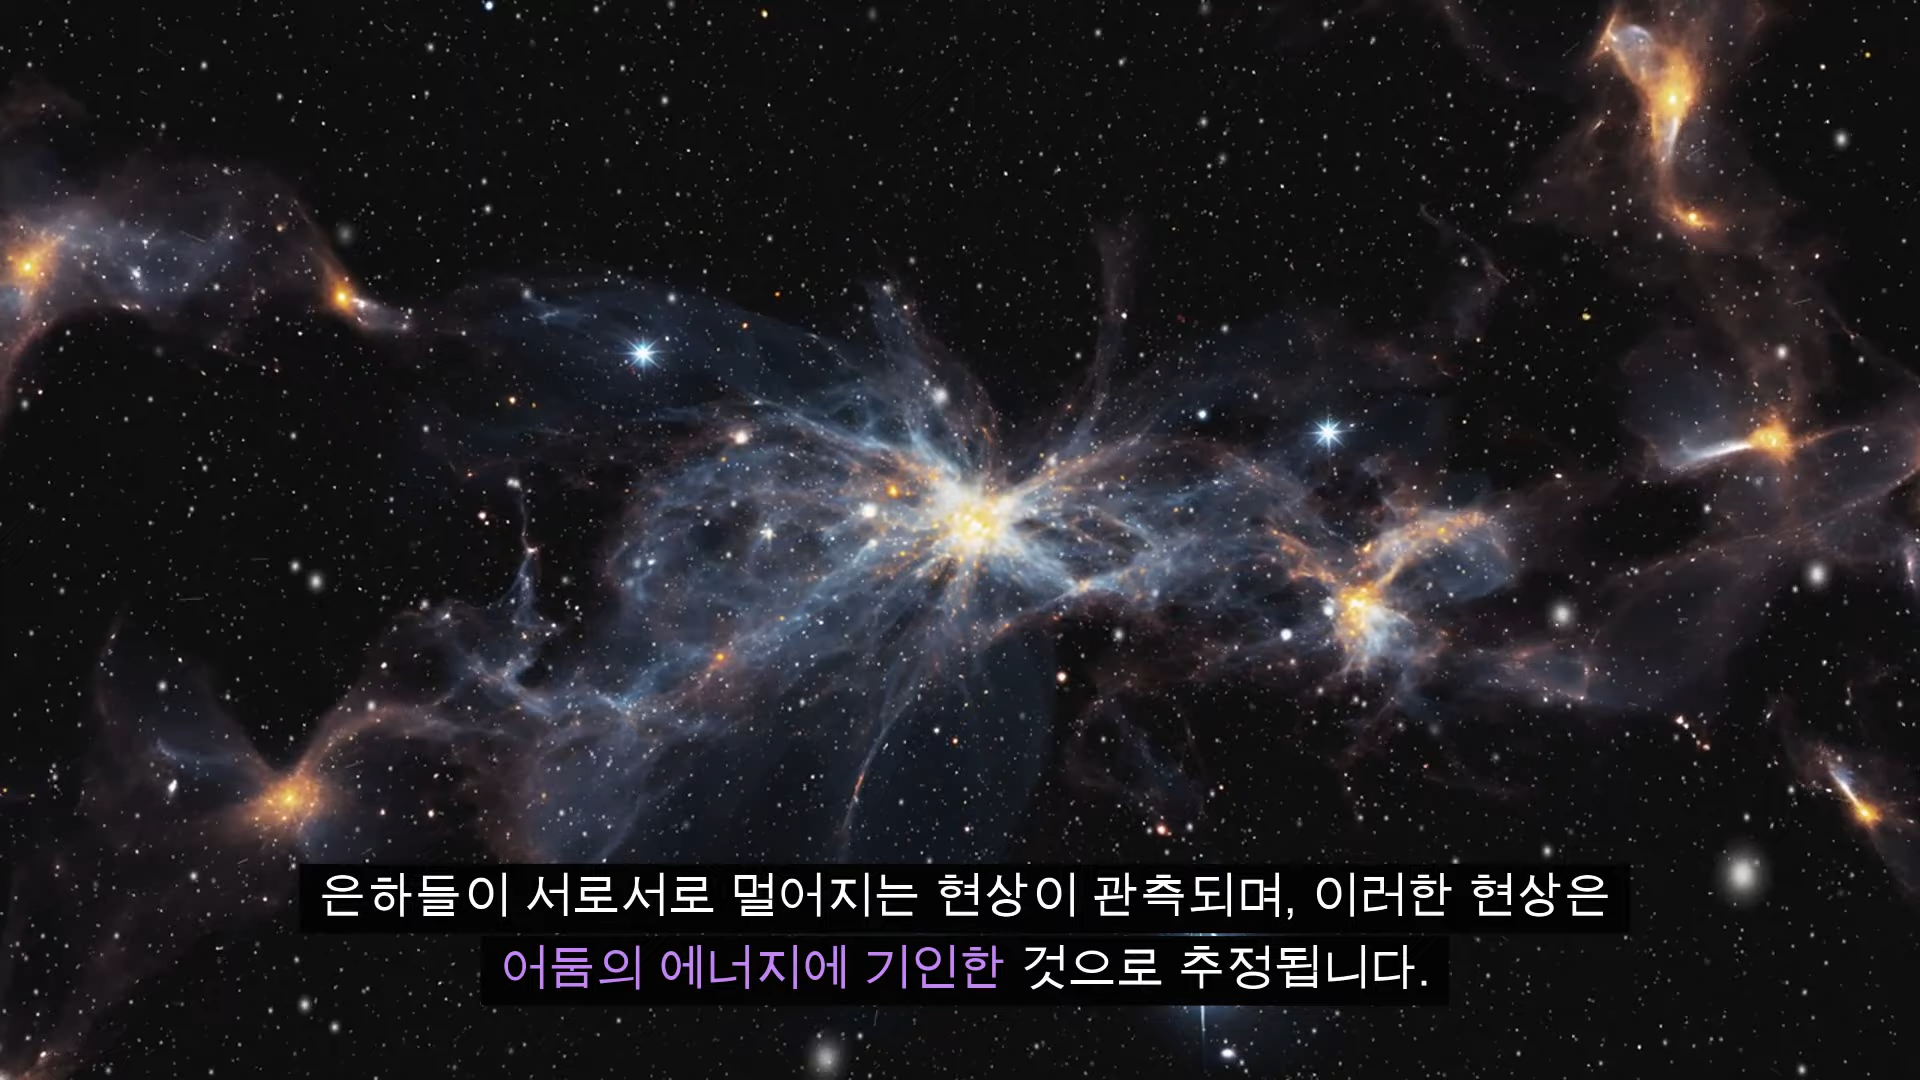 은하들이 서로서로 멀어지는 현상이 관측되며, 이러한 현상은
어둠의 에너지에 기인한 것으로 추정됩니다.